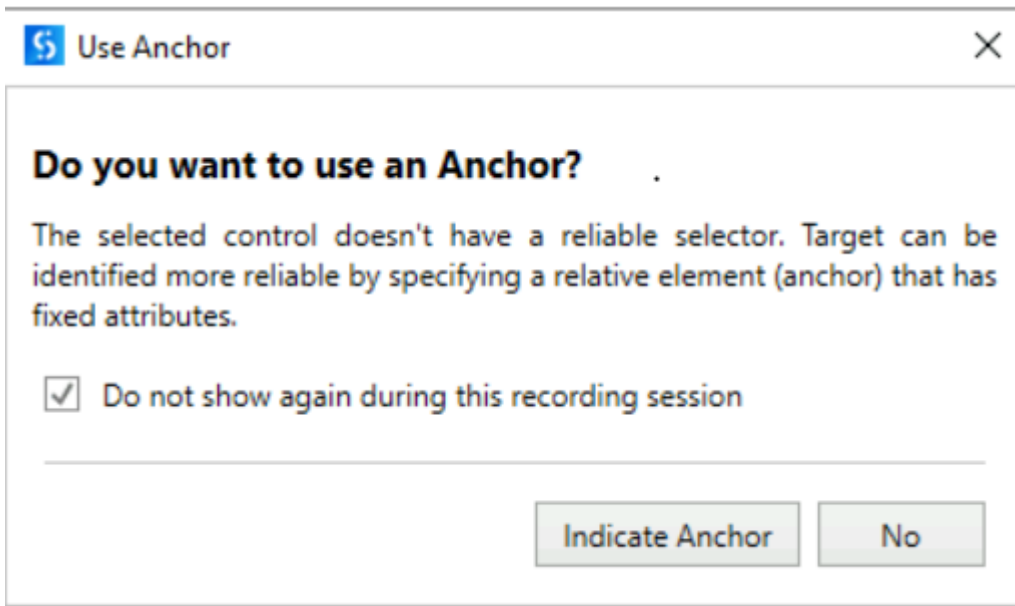 Use Anchor
Do you want to use an Anchor? .
The selected control doesn't have a reliable selector. Target can be
identified more reliable by specifying a relative element (anchor) that has
fixed attributes.
Do not show again during this recording session
Indicate Anchor No